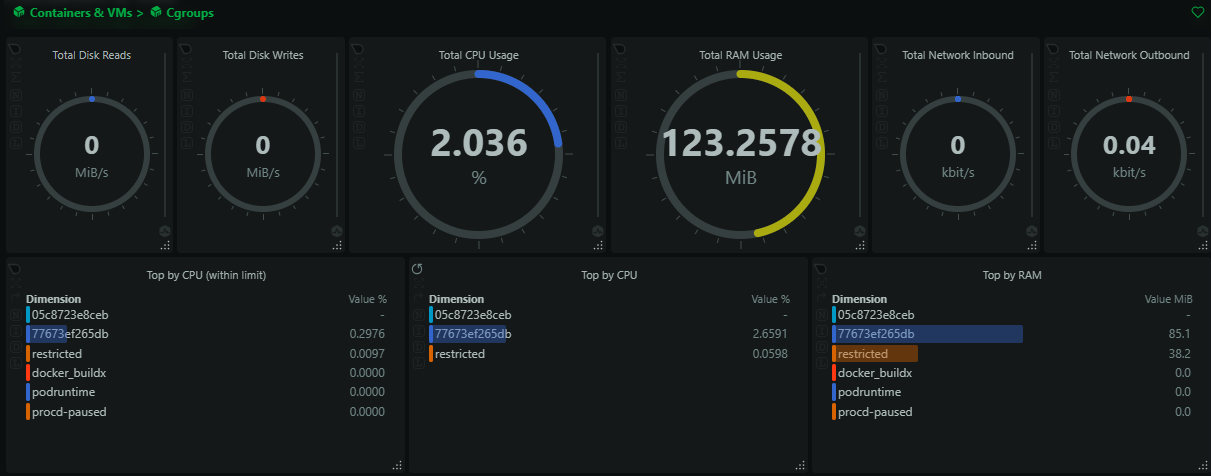 Containers & VMs > Cgroups
Total Disk Reads
0
MiB/s
Total Disk Writes
0
MiB/s
Total CPU Usage
2.036
%
Total RAM Usage
123.2578
MiB
Total Network Inbound
0
kbit/s
Total Network Outbound
0.04
kbit/s
Top by CPU (within limit)
Dimension Value %
05c8723e8ceb -
77673ef265db 0.2976
restricted 0.0097
docker_buildx 0.0000
podruntime 0.0000
procd-paused 0.0000
Top by CPU
Dimension Value %
05c8723e8ceb -
77673ef265db 2.6591
restricted 0.0598
Top by RAM
Dimension Value MiB
05c8723e8ceb -
77673ef265db 85.1
restricted 38.2
docker_buildx 0.0
podruntime 0.0
procd-paused 0.0